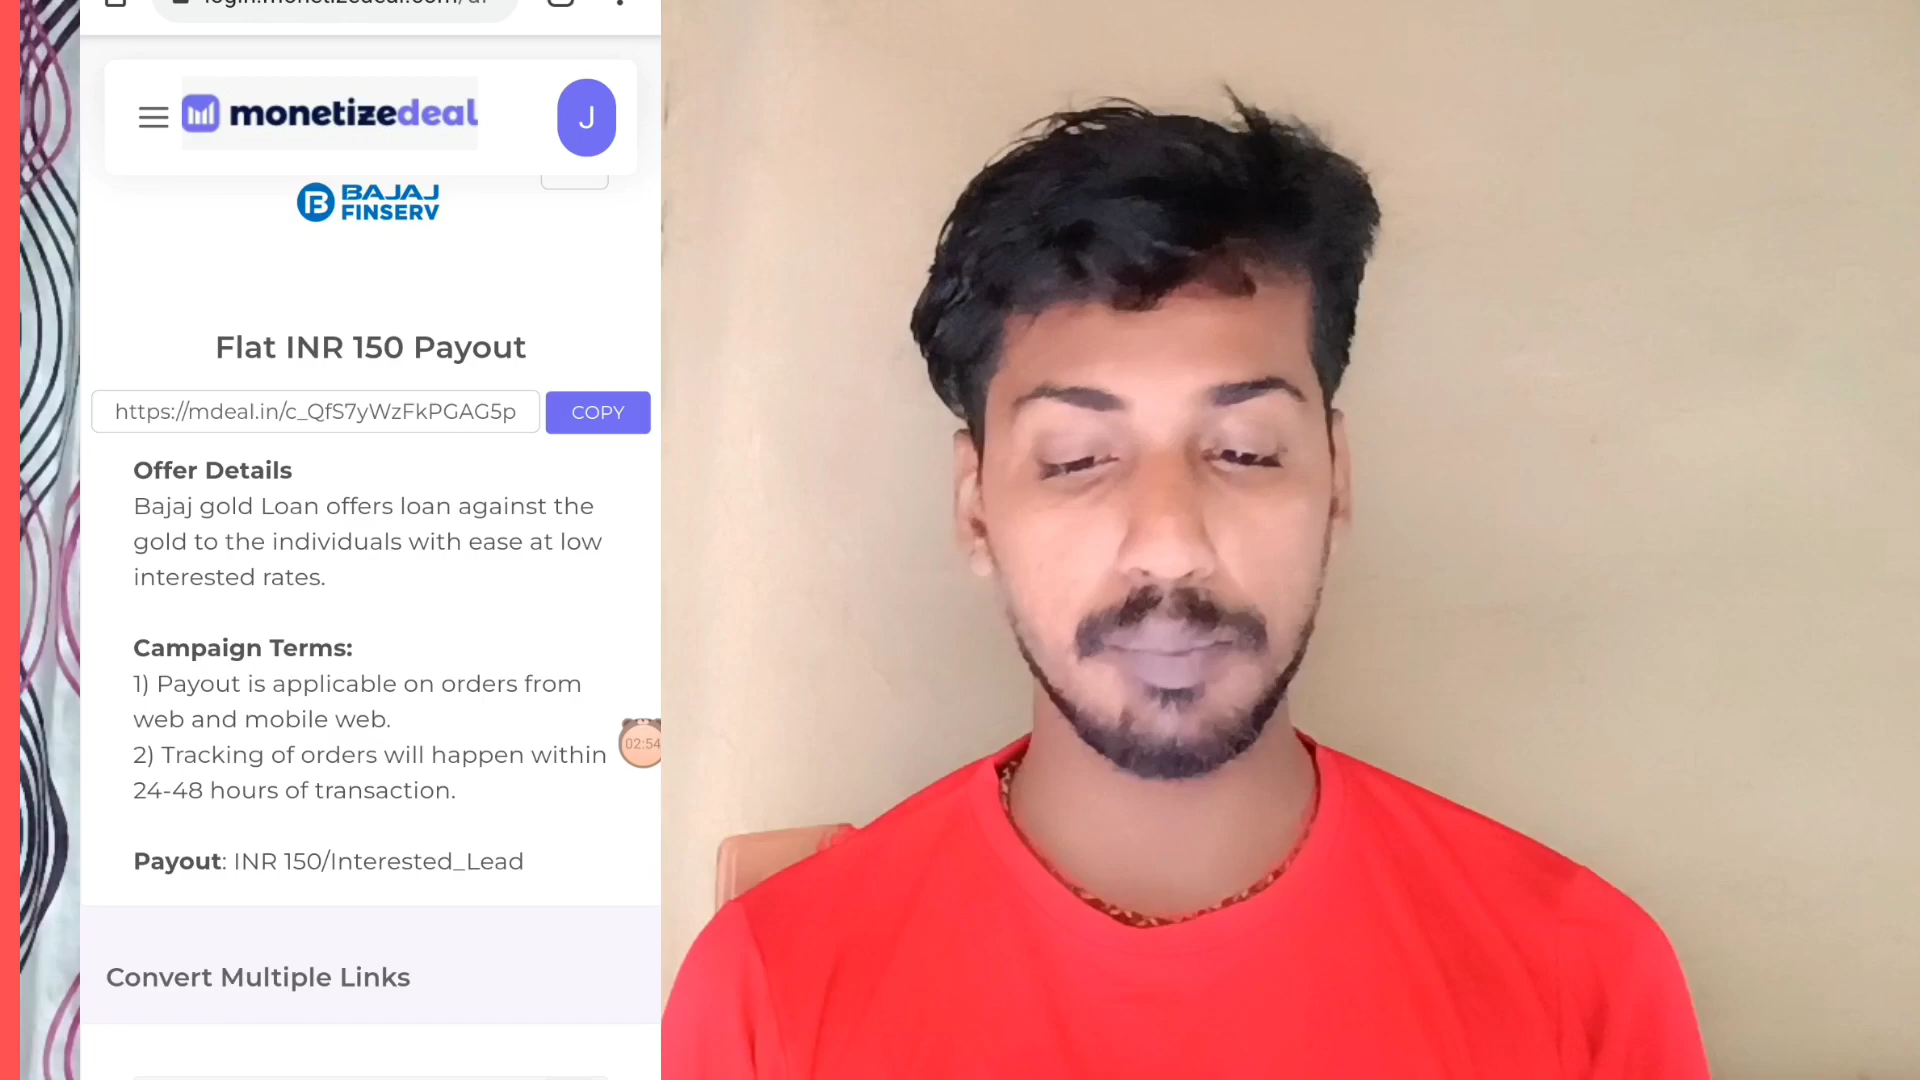 monetizedeal
J
BAJAJ
FINSERV
Flat INR 150 Payout
https://mdeal.in/c_QfS7yWzFkPGAG5p
COPY
Offer Details
Bajaj gold Loan offers loan against the
gold to the individuals with ease at low
interested rates.
Campaign Terms:
1) Payout is applicable on orders from
web and mobile web.
2) Tracking of orders will happen within
24-48 hours of transaction.
02:54
Payout: INR 150/Interested_Lead
Convert Multiple Links